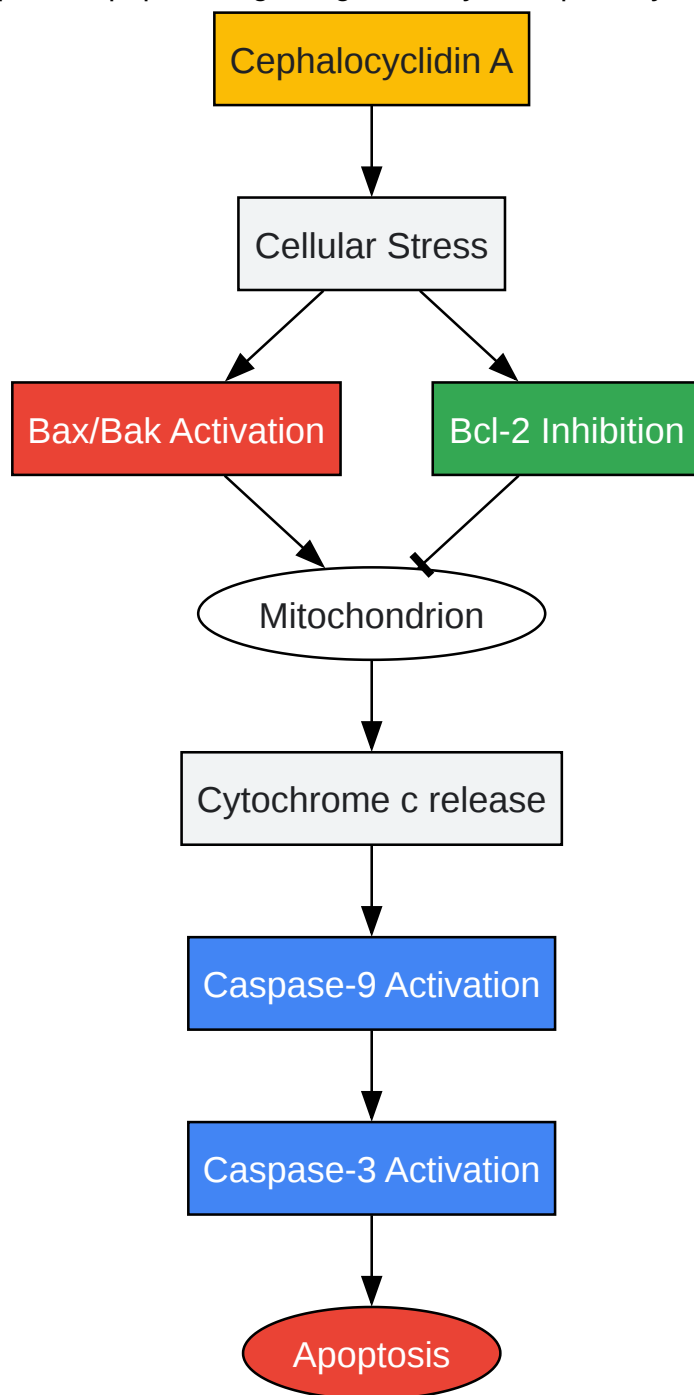 Cephalocyclidin A
Cellular Stress
Bax/Bak Activation
Bcl-2 Inhibition
Mitochondrion
Cytochrome c release
Caspase-9 Activation
Caspase-3 Activation
Apoptosis